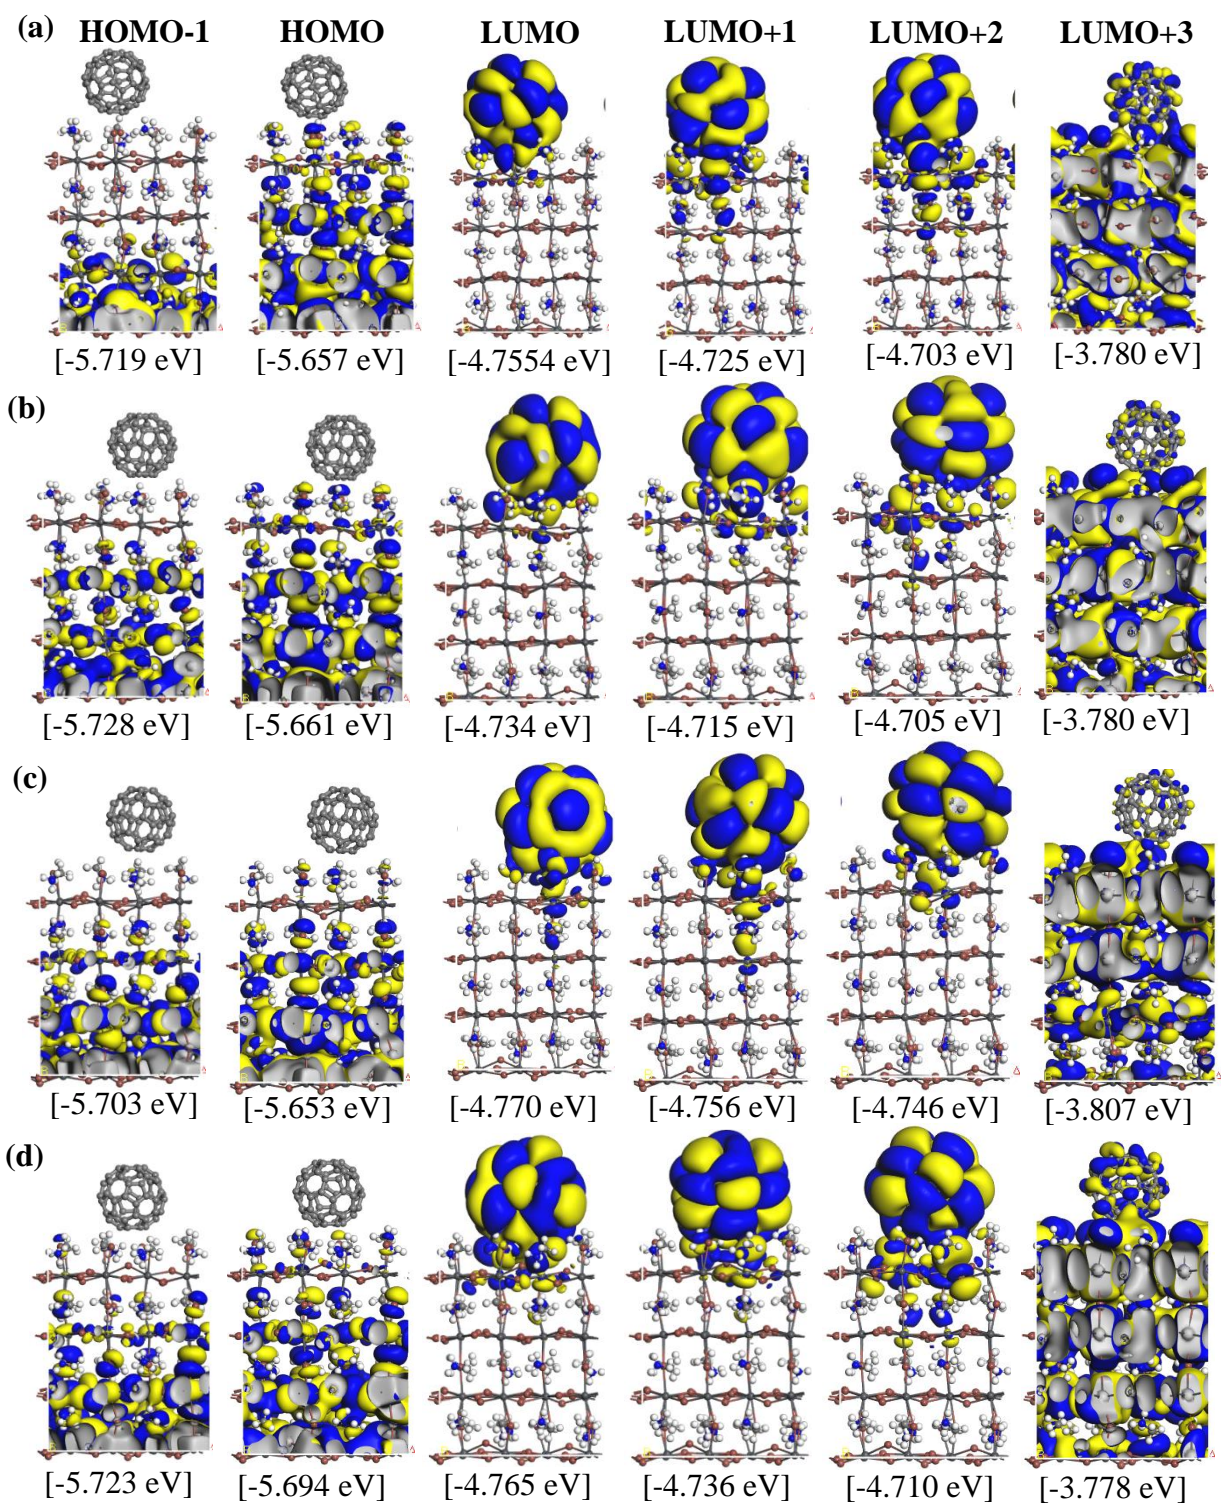 (a) HOMO-1 HOMO LUMO LUMO+1 LUMO+2 LUMO+3
[-5.719 eV] [-5.657 eV] [-4.7554 eV] [-4.725 eV] [-4.703 eV] [-3.780 eV]
(b)
[-5.728 eV] [-5.661 eV] [-4.734 eV] [-4.715 eV] [-4.705 eV] [-3.780 eV]
(c)
[-5.703 eV] [-5.653 eV] [-4.770 eV] [-4.756 eV] [-4.746 eV] [-3.807 eV]
(d)
[-5.723 eV] [-5.694 eV] [-4.765 eV] [-4.736 eV] [-4.710 eV] [-3.778 eV]